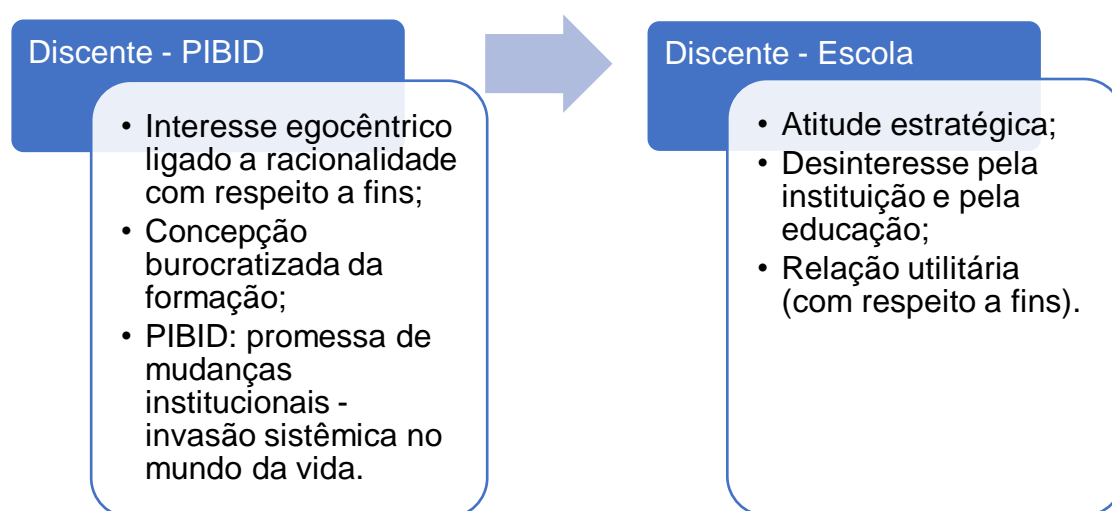 Discente - PIBID
• Interesse egocêntrico
ligado a racionalidade
com respeito a fins;
• Concepção
burocratizada da
formação;
• PIBID: promessa de
mudanças
institucionais -
invasão sistêmica no
mundo da vida.
Discente - Escola
• Atitude estratégica;
• Desinteresse pela
instituição e pela
educação;
• Relação utilitária
(com respeito a fins).